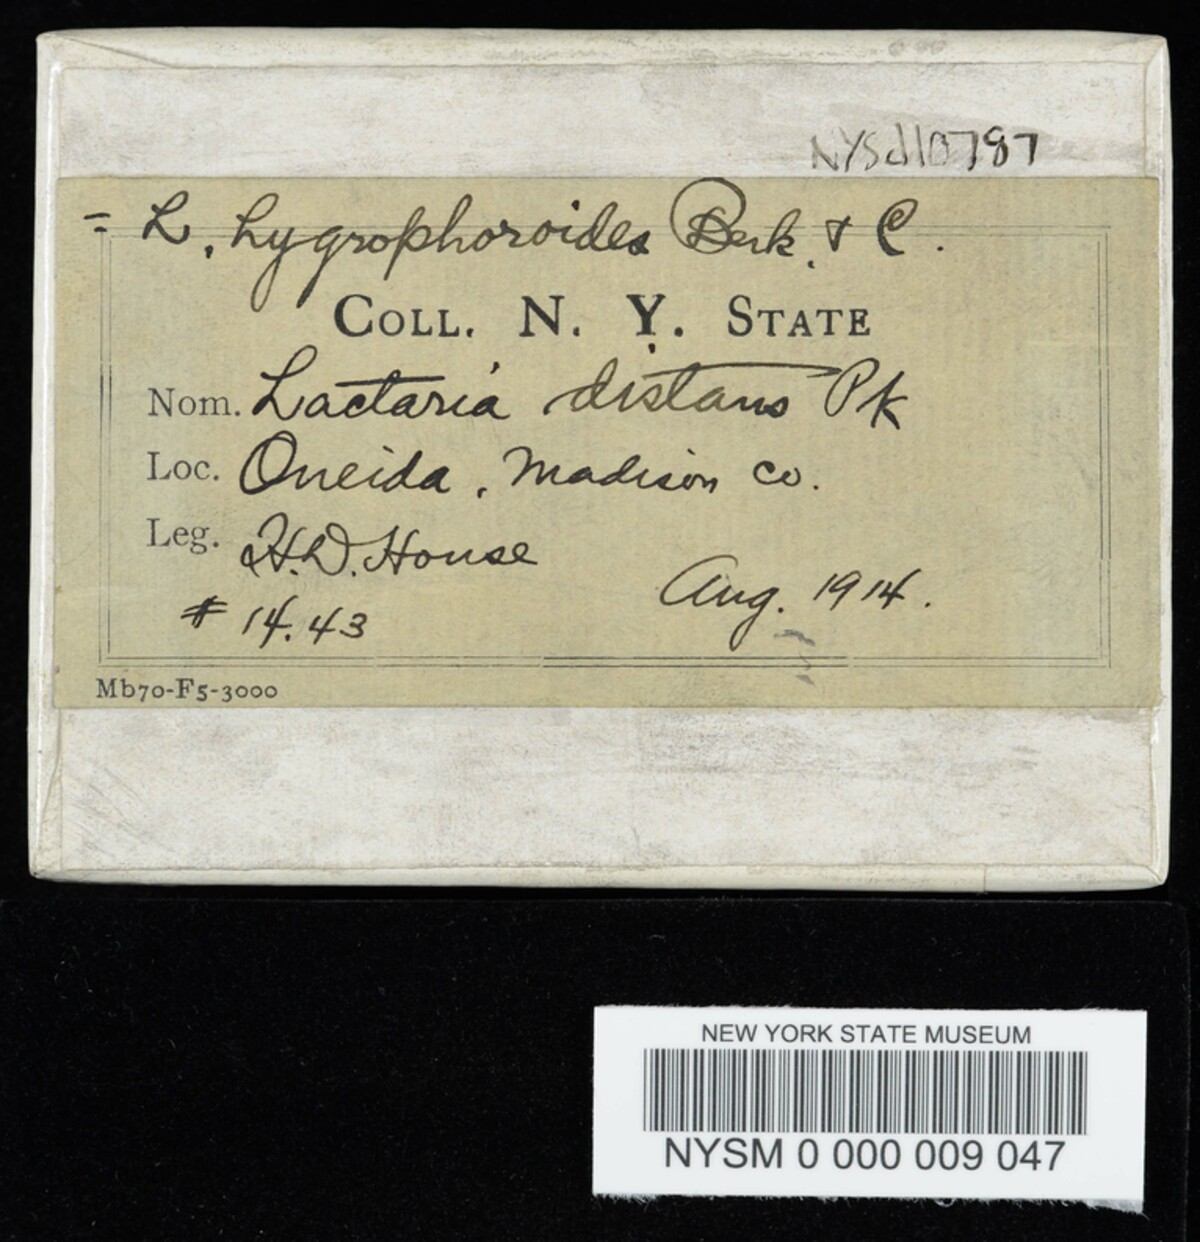 NYSd10787
= L. hygrophoroides Berk. & C.
COLL. N. Y. STATE
Nom. Lactaria distans Pk
Loc. Oneida, Madison Co.
Leg. H.D. House
# 14.43 Aug. 1914.
Mb70-F5-3000
NEW YORK STATE MUSEUM
NYSM 0 000 009 047